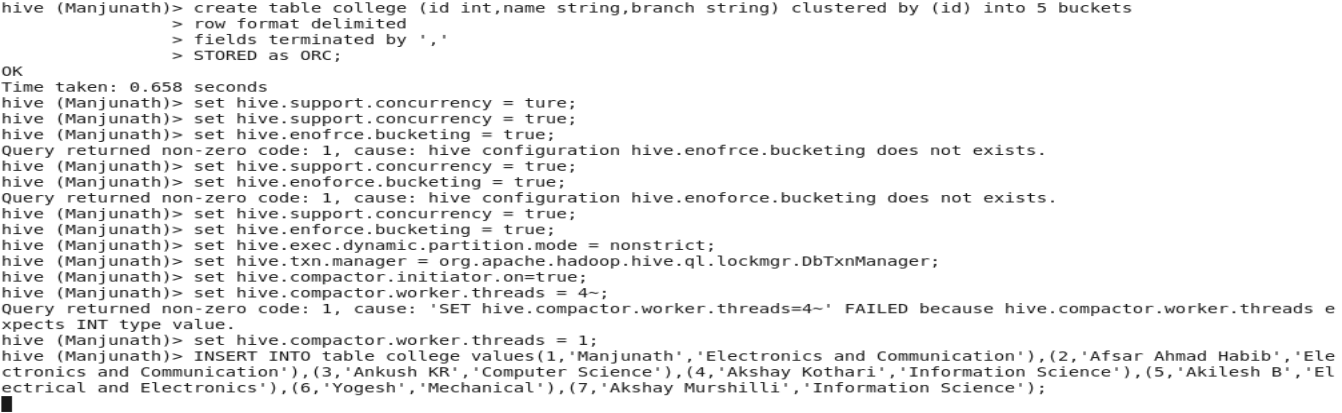 hive (Manjunath)> create table college (id int,name string,branch string) clustered by (id) into 5 buckets
> row format delimited
> fields terminated by ','
> STORED as ORC;
OK
Time taken: 0.658 seconds
hive (Manjunath)> set hive.support.concurrency = ture;
hive (Manjunath)> set hive.support.concurrency = true;
hive (Manjunath)> set hive.enofrce.bucketing = true;
Query returned non-zero code: 1, cause: hive configuration hive.enofrce.bucketing does not exists.
hive (Manjunath)> set hive.support.concurrency = true;
hive (Manjunath)> set hive.enoforce.bucketing = true;
Query returned non-zero code: 1, cause: hive configuration hive.enoforce.bucketing does not exists.
hive (Manjunath)> set hive.support.concurrency = true;
hive (Manjunath)> set hive.enforce.bucketing = true;
hive (Manjunath)> set hive.exec.dynamic.partition.mode = nonstrict;
hive (Manjunath)> set hive.txn.manager = org.apache.hadoop.hive.ql.lockmgr.DbTxnManager;
hive (Manjunath)> set hive.compactor.initiator.on=true;
hive (Manjunath)> set hive.compactor.worker.threads = 4~;
Query returned non-zero code: 1, cause: 'SET hive.compactor.worker.threads=4~' FAILED because hive.compactor.worker.threads e
xpects INT type value.
hive (Manjunath)> set hive.compactor.worker.threads = 1;
hive (Manjunath)> INSERT INTO table college values(1,'Manjunath','Electronics and Communication'),(2,'Afsar Ahmad Habib','Ele
ctronics and Communication'),(3,'Ankush KR','Computer Science'),(4,'Akshay Kothari','Information Science'),(5,'Akilesh B','El
ectrical and Electronics'),(6,'Yogesh','Mechanical'),(7,'Akshay Murshilli','Information Science');